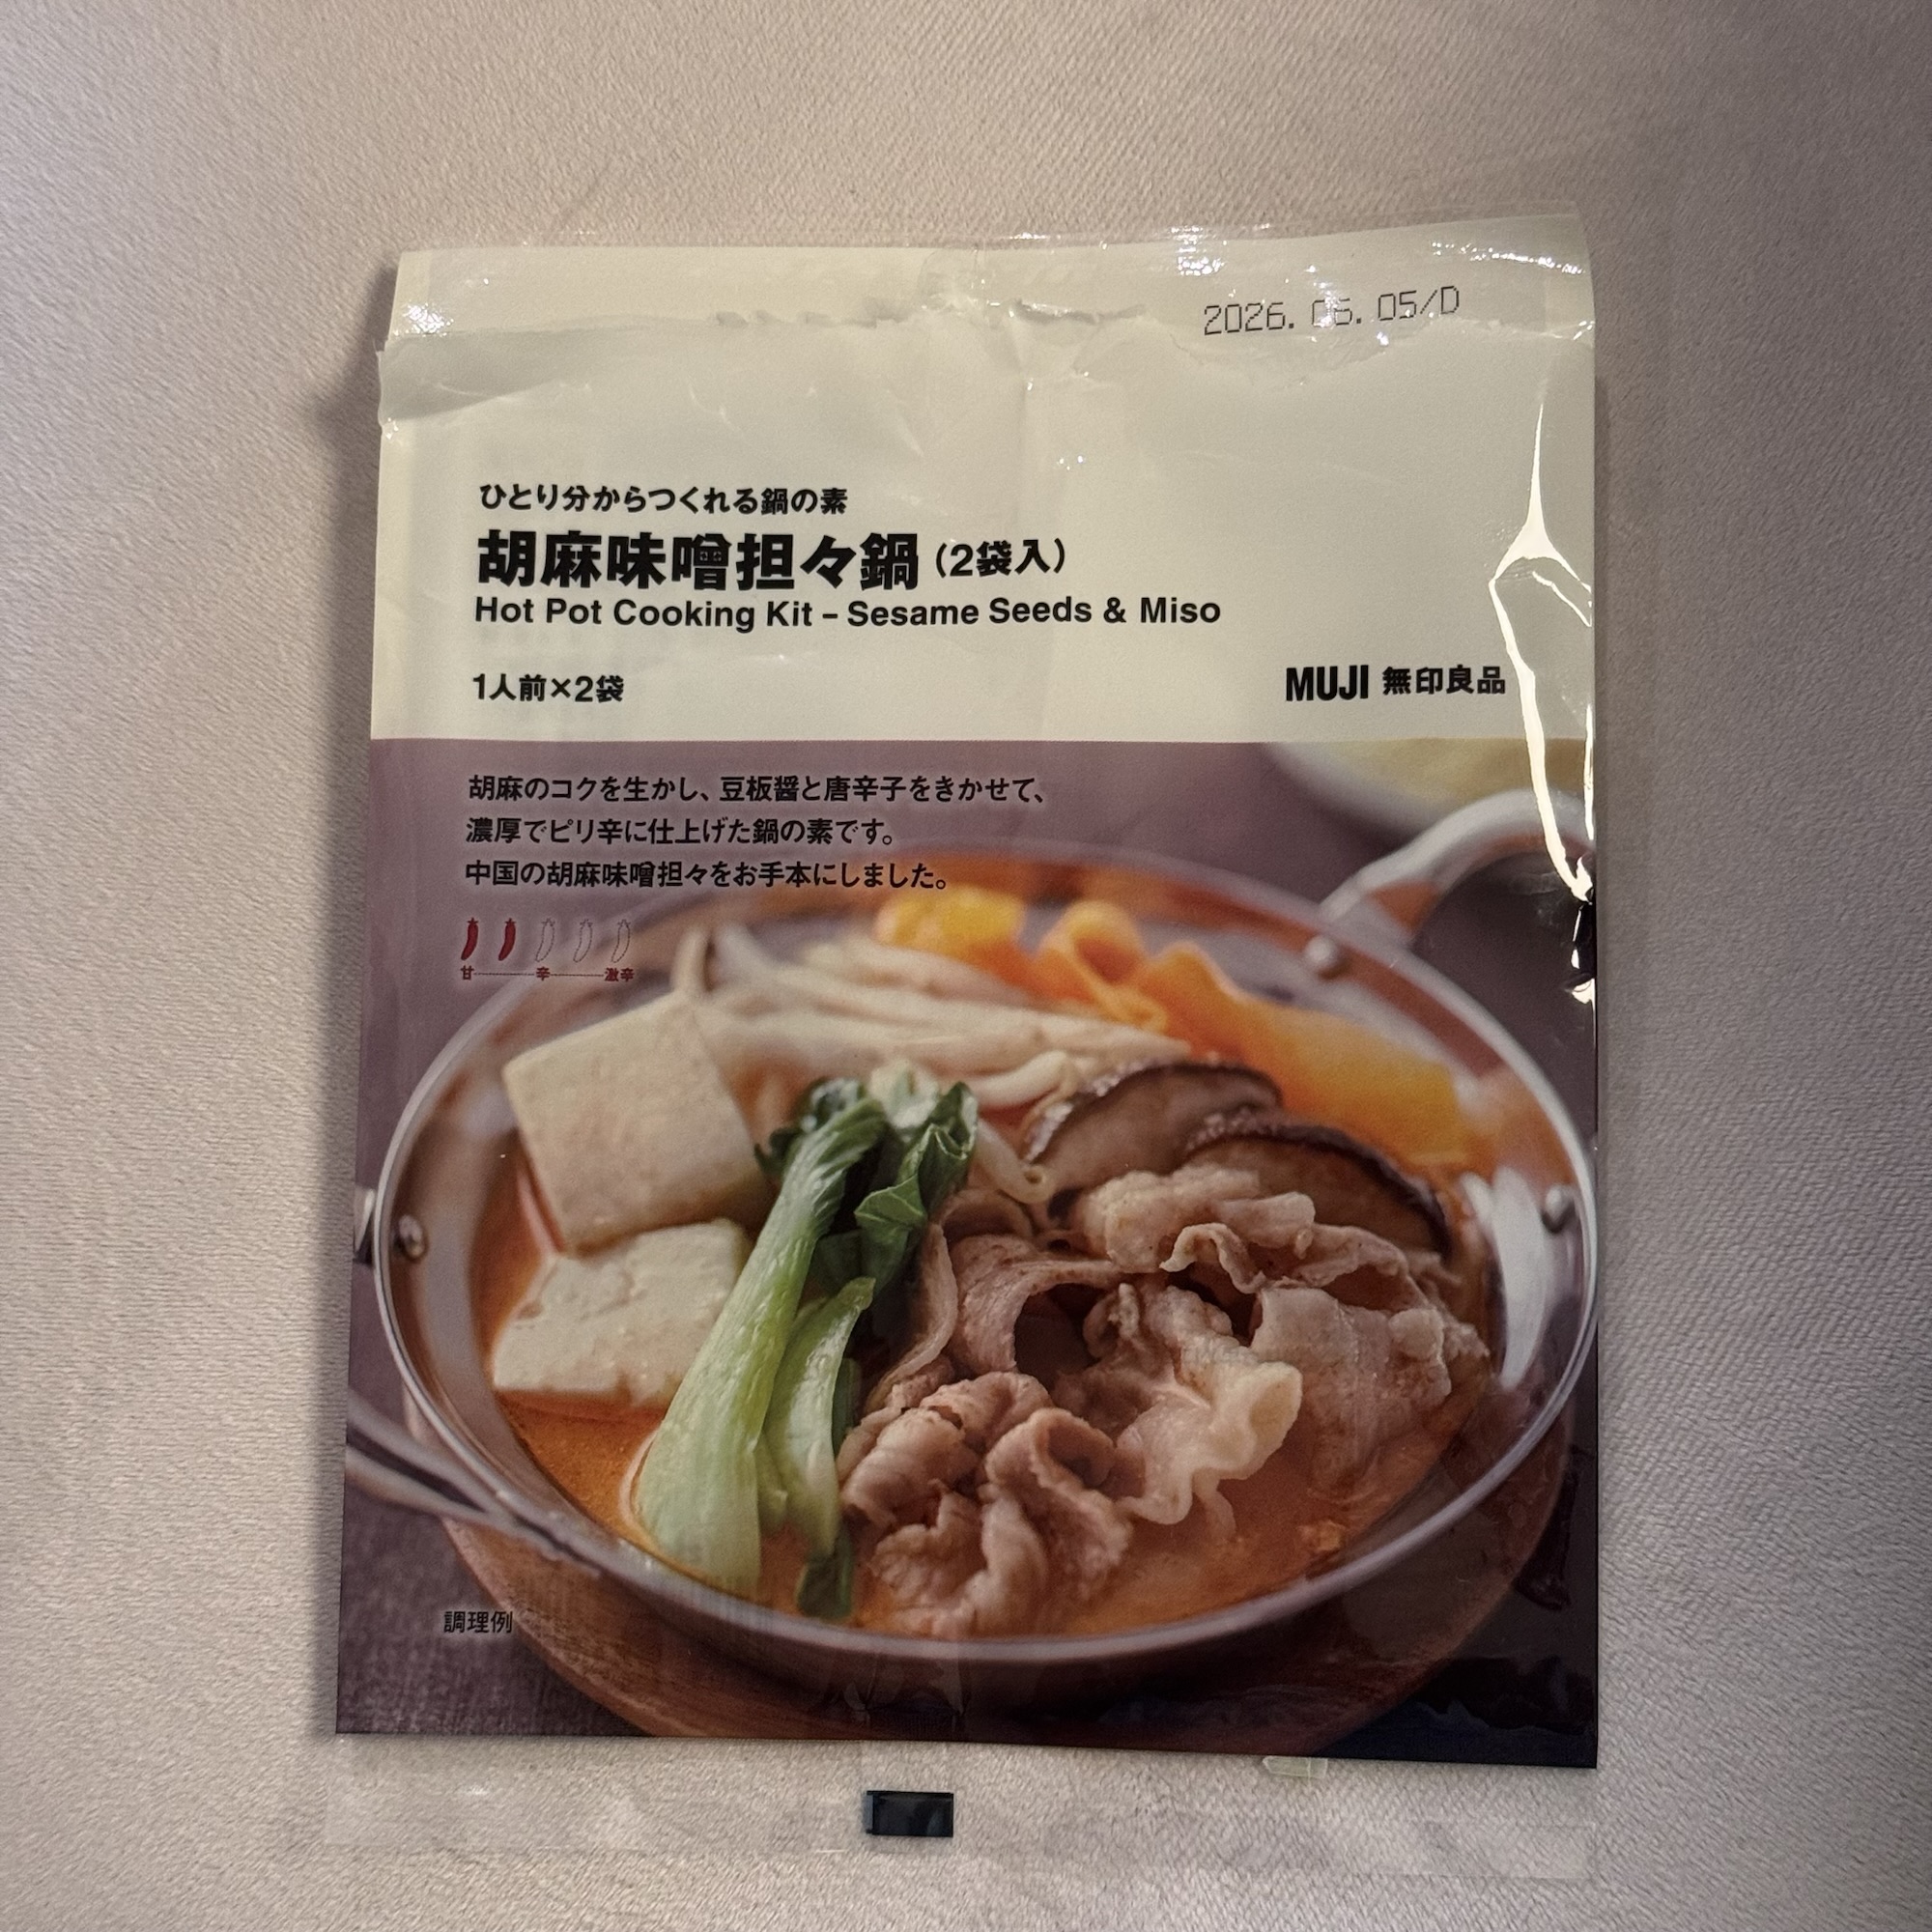 2026. 06. 05/D
ひとり分からつくれる鍋の素
胡麻味噌担々鍋（2袋入）
Hot Pot Cooking Kit – Sesame Seeds & Miso
1人前×2袋
MUJI 無印良品
胡麻のコクを生かし、豆板醤と唐辛子をきかせて、
濃厚でピリ辛に仕上げた鍋の素です。
中国の胡麻味噌担々をお手本にしました。
甘 辛 激辛
調理例